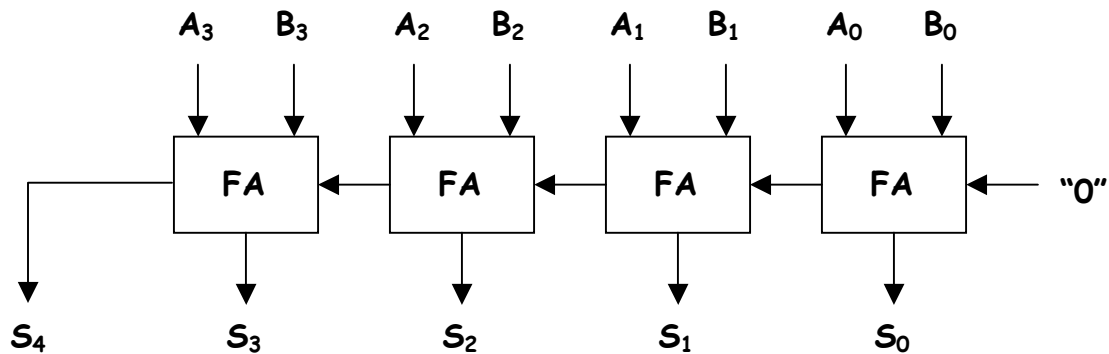 A₃ B₃ A₂ B₂ A₁ B₁ A₀ B₀
FA FA FA FA “0”
S₄ S₃ S₂ S₁ S₀